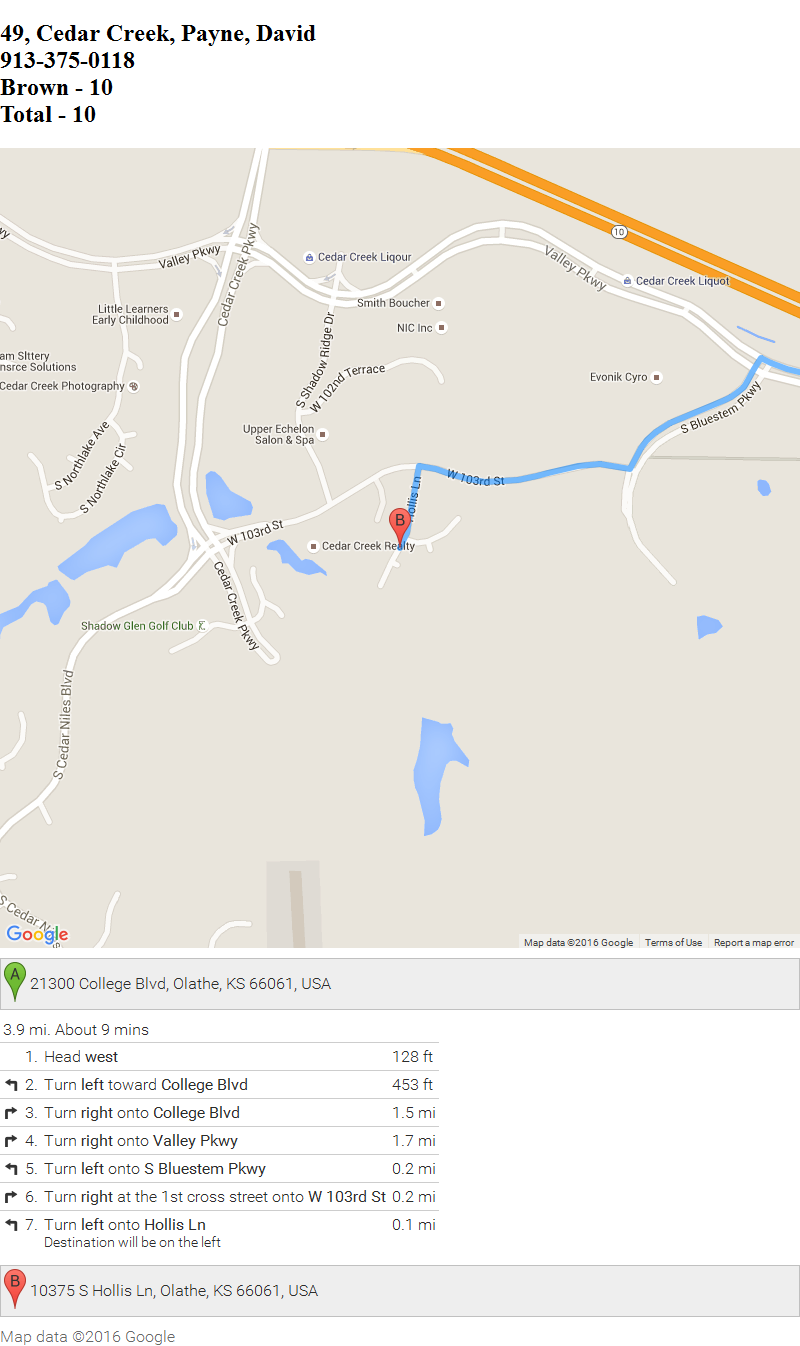 49, Cedar Creek, Payne, David
913-375-0118
Brown - 10
Total - 10
10
Valley Pkwy
Cedar Creek Pkwy
Cedar Creek Liqour
Valley Pkwy
Cedar Creek Liquot
Little Learners
Early Childhood
Smith Boucher
NIC Inc
S Shadow Ridge Dr
am Slttery
nsrce Solutions
Cedar Creek Photography
W 102nd Terrace
Evonik Cyro
S Bluestem Pkwy
Upper Echelon
Salon & Spa
S Northlake Ave
S Northlake Cir
W 103rd St
Hollis Ln
B
W 103rd St
Cedar Creek Realty
Cedar Creek Pkwy
Shadow Glen Golf Club
S Cedar Niles Blvd
S Cedar Niles
Google
Map data ©2016 Google
Terms of Use
Report a map error
A
21300 College Blvd, Olathe, KS 66061, USA
3.9 mi. About 9 mins
1. Head west 128 ft
2. Turn left toward College Blvd 453 ft
3. Turn right onto College Blvd 1.5 mi
4. Turn right onto Valley Pkwy 1.7 mi
5. Turn left onto S Bluestem Pkwy 0.2 mi
6. Turn right at the 1st cross street onto W 103rd St 0.2 mi
7. Turn left onto Hollis Ln 0.1 mi
Destination will be on the left
B
10375 S Hollis Ln, Olathe, KS 66061, USA
Map data ©2016 Google